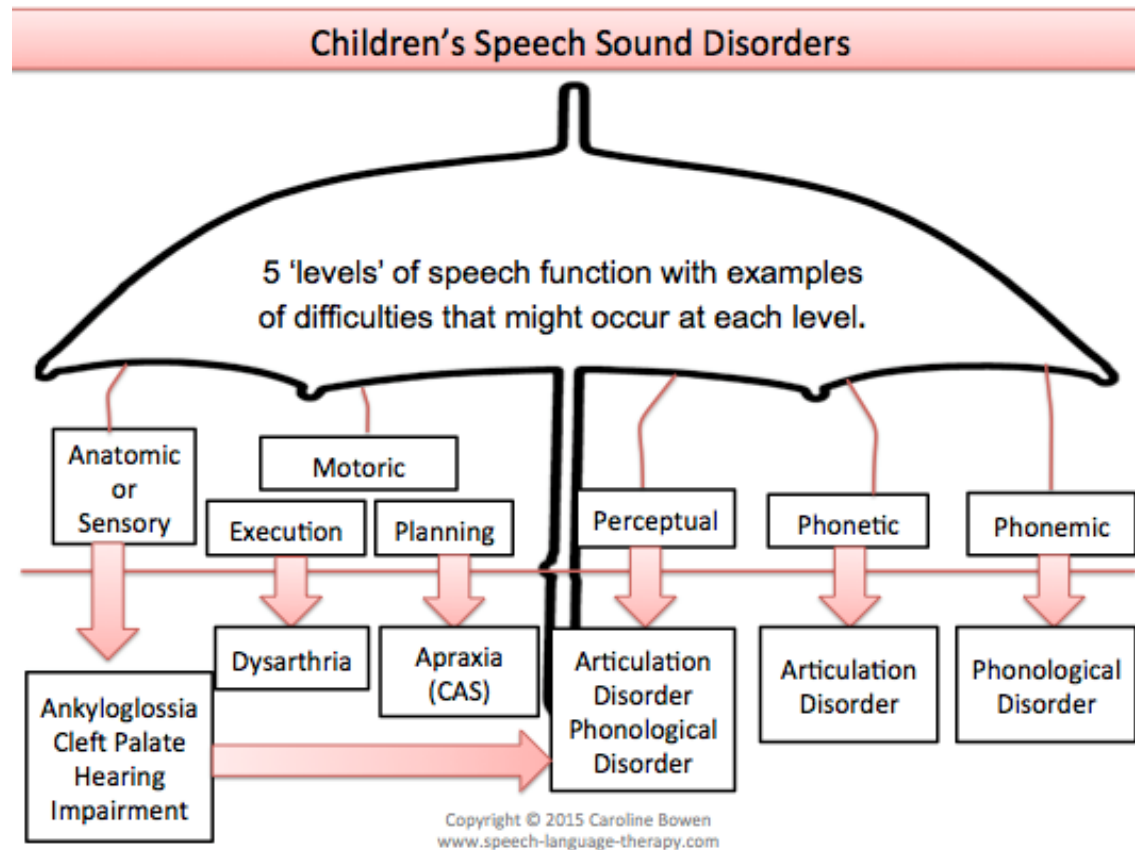 Children’s Speech Sound Disorders
5 ‘levels’ of speech function with examples
of difficulties that might occur at each level.
Anatomic
or
Sensory
Motoric
Execution
Planning
Perceptual
Phonetic
Phonemic
Dysarthria
Apraxia
(CAS)
Ankyloglossia
Cleft Palate
Hearing
Impairment
Articulation
Disorder
Phonological
Disorder
Articulation
Disorder
Phonological
Disorder
Copyright © 2015 Caroline Bowen
www.speech-language-therapy.com